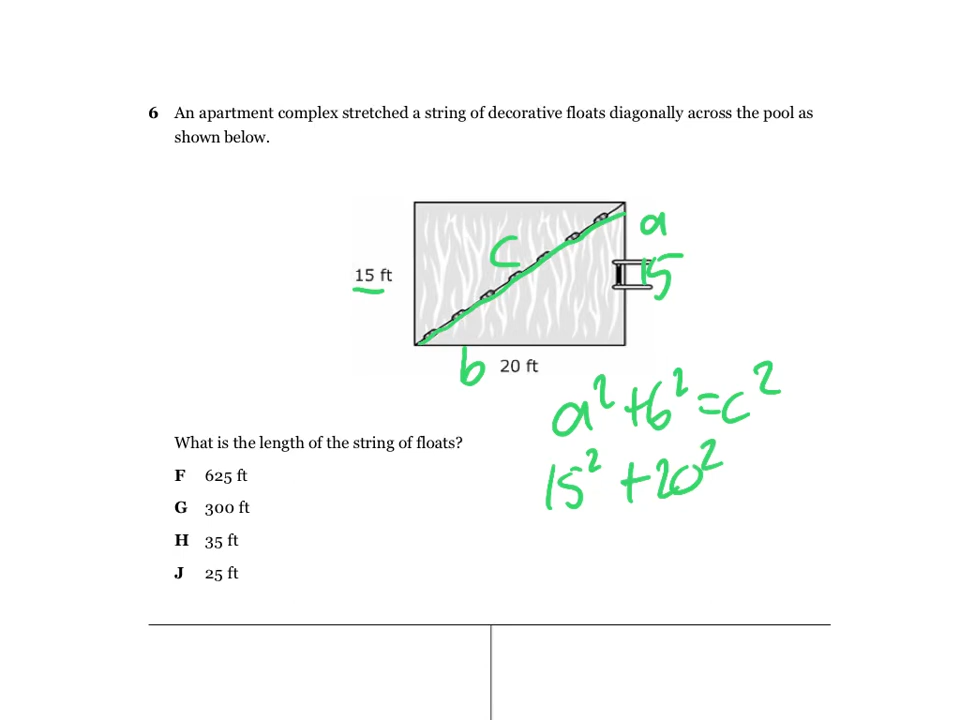 6 An apartment complex stretched a string of decorative floats diagonally across the pool as
shown below.
a
c
15 ft
15
b
20 ft
a² + b² = c²
What is the length of the string of floats?
15² + 20²
F 625 ft
G 300 ft
H 35 ft
J 25 ft